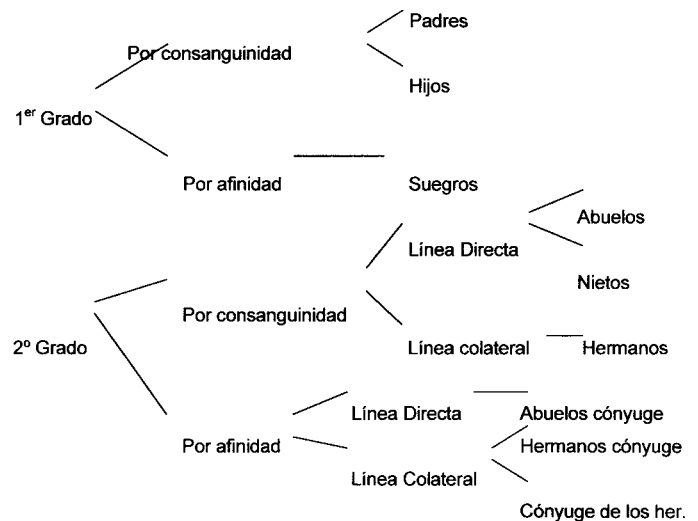 Padres
Por consanguinidad
Hijos
1er Grado
Por afinidad
Suegros
Abuelos
Línea Directa
Nietos
Por consanguinidad
2º Grado
Línea colateral
Hermanos
Línea Directa
Abuelos cónyuge
Por afinidad
Hermanos cónyuge
Línea Colateral
Cónyuge de los her.